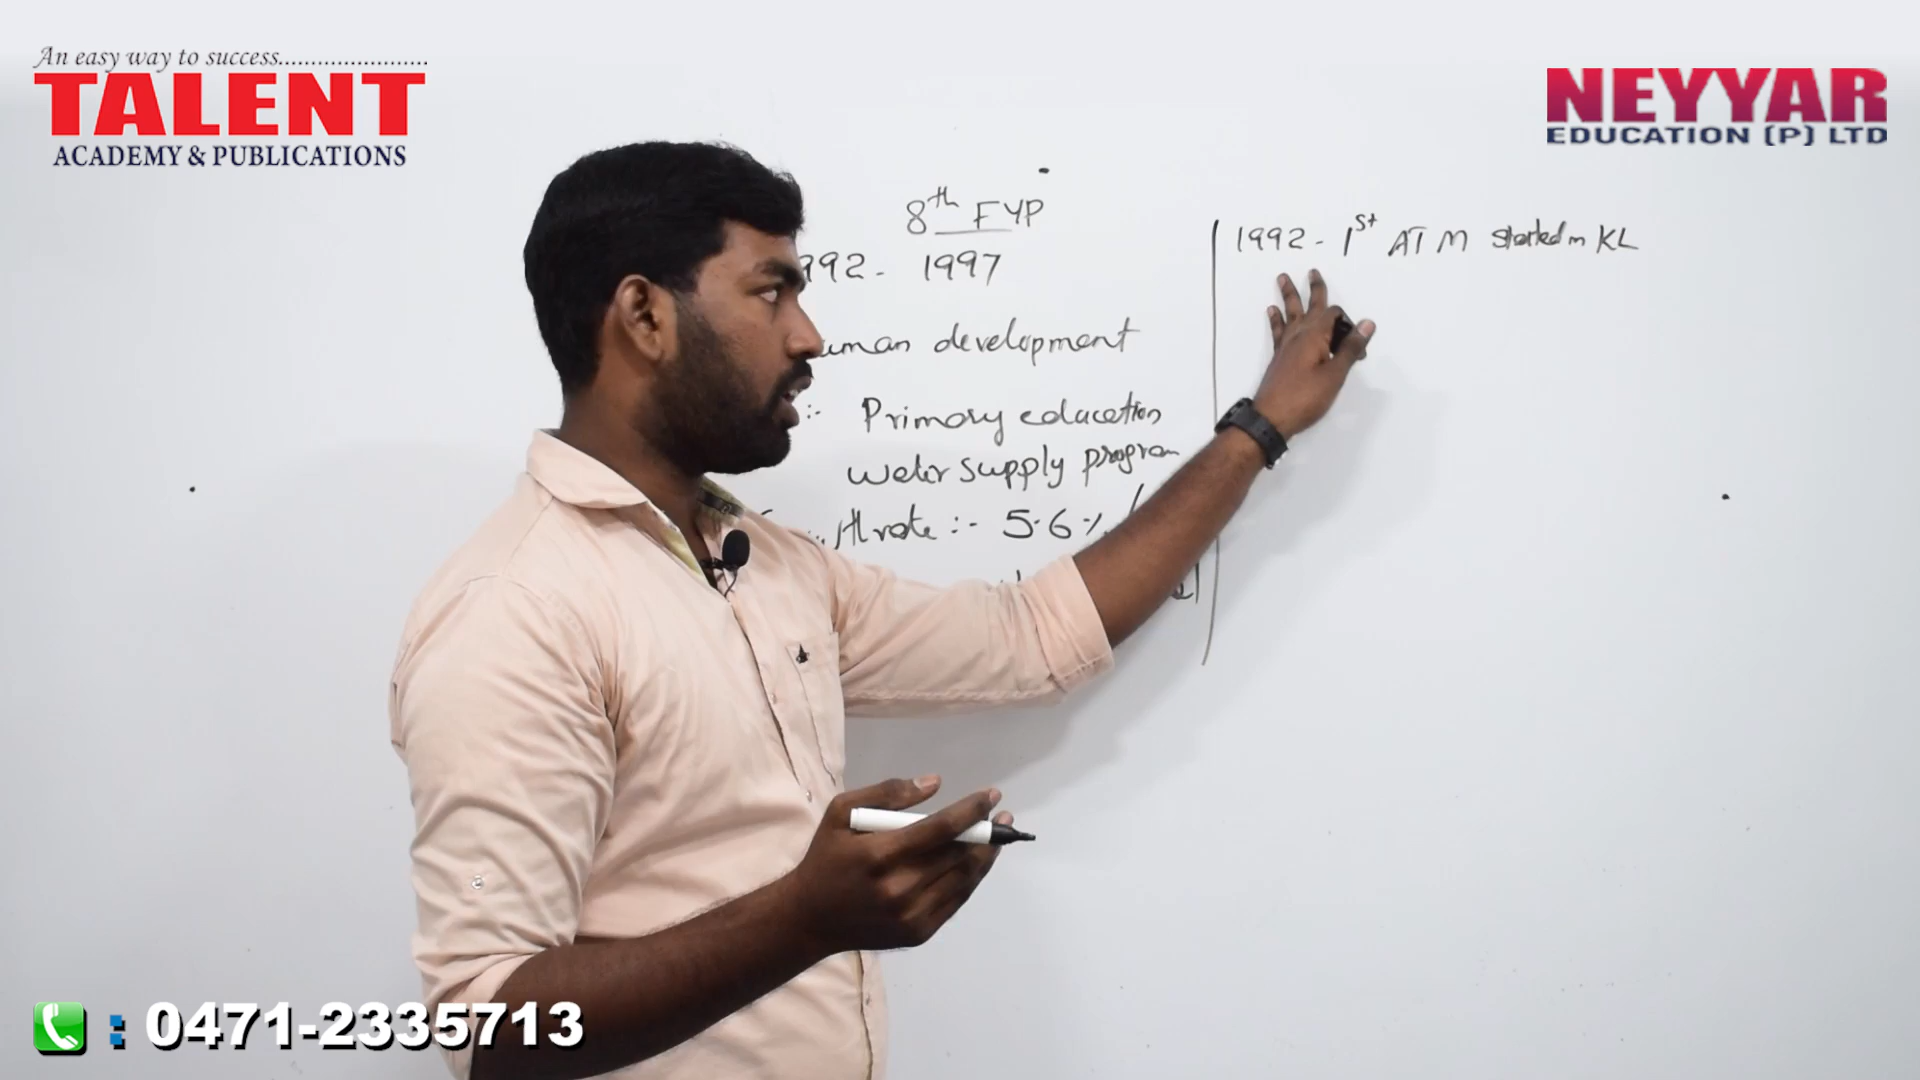 An easy way to success.......................
TALENT
ACADEMY & PUBLICATIONS
NEYYAR
EDUCATION (P) LTD
8th FYP
992 - 1997
uman development
:- Primary education
Water supply program
th rate :- 5.6 %
1992 - 1st ATM started in KL
: 0471-2335713